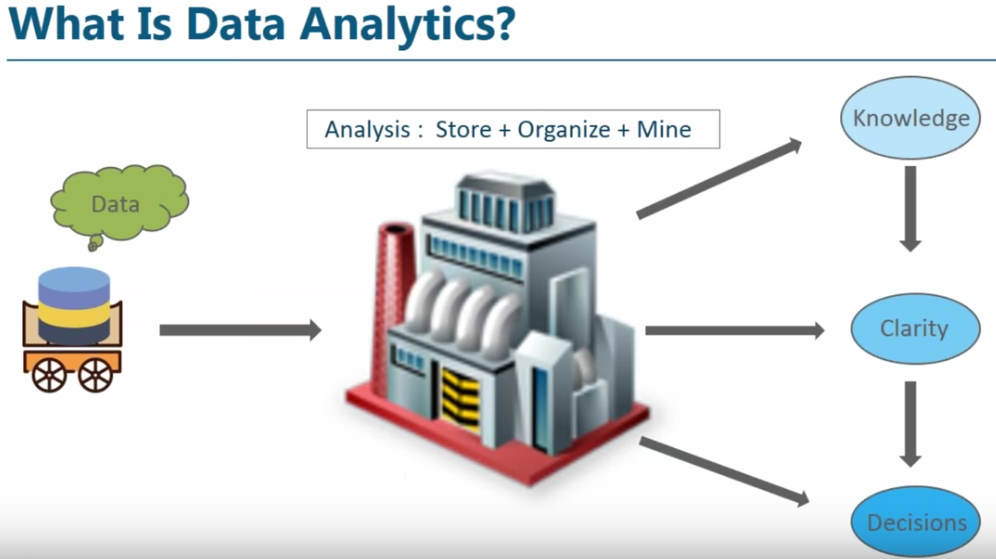 What Is Data Analytics?
Analysis : Store + Organize + Mine
Knowledge
Data
Clarity
Decisions